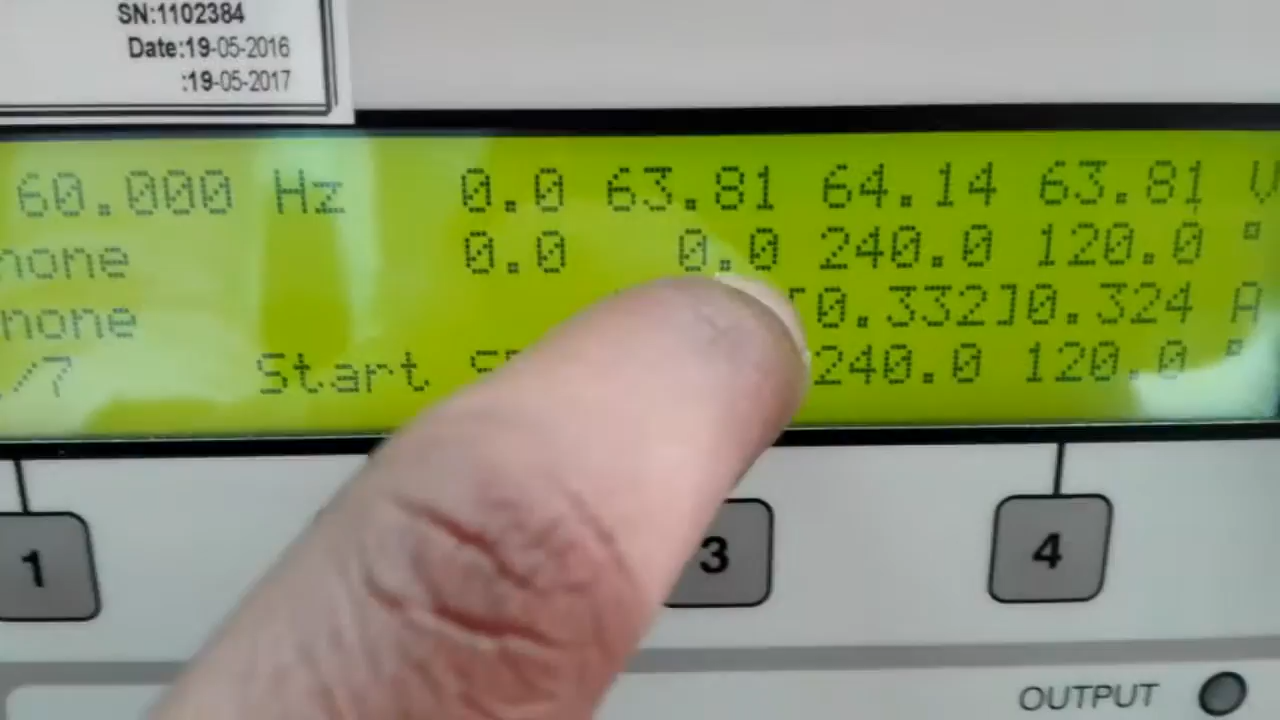 SN:1102384
Date:19-05-2016
:19-05-2017
60.000 Hz 0.0 63.81 64.14 63.81 V
none 0.0 0.0 240.0 120.0 °
none [0.332]0.324 A
/7 Start 240.0 120.0 °
1 3 4
OUTPUT